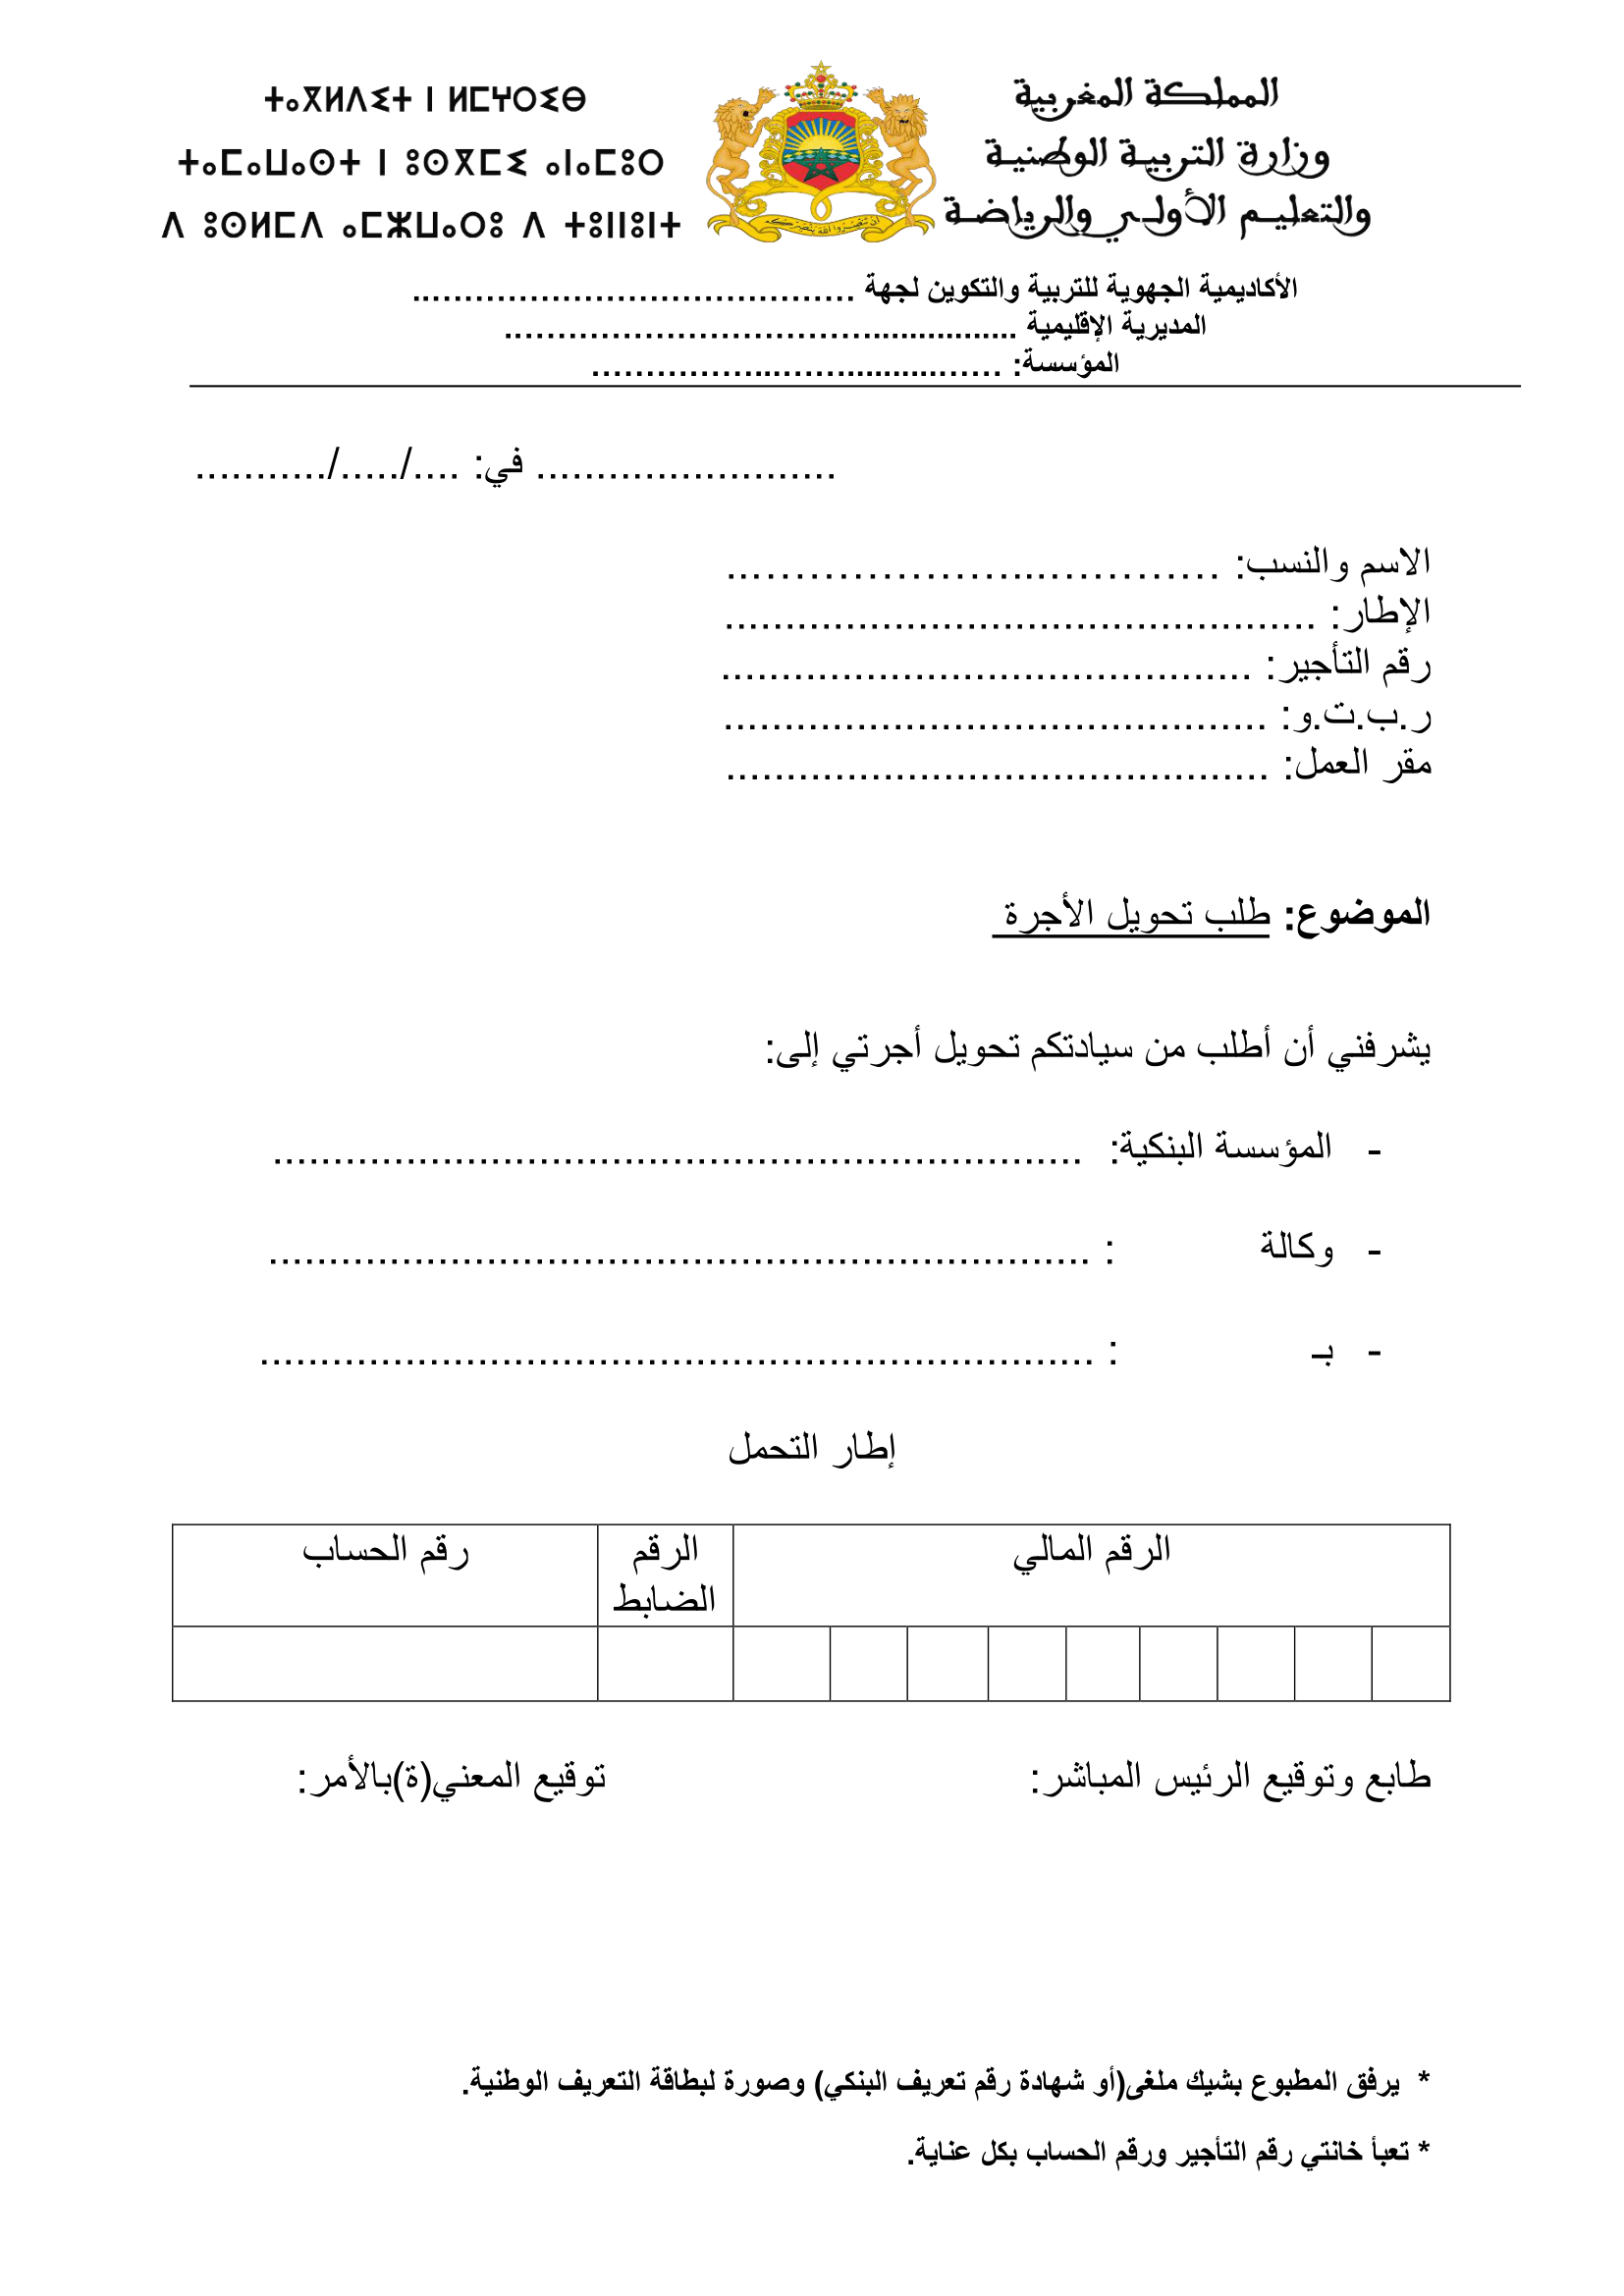 المملكة المغربية
وزارة التربية الوطنية
والتعليم الأولي والرياضة
ⵜⴰⴳⵍⴷⵉⵜ ⵏ ⵍⵎⵖⵔⵉⴱ
ⵜⴰⵎⴰⵡⴰⵙⵜ ⵏ ⵓⵙⴳⵎⵉ ⴰⵏⴰⵎⵓⵔ
ⴷ ⵓⵙⵍⵎⴷ ⴰⵎⵣⵡⴰⵔⵓ ⴷ ⵜⵓⵏⵏⵓⵏⵜ
إن تنصروا الله ينصركم
الأكاديمية الجهوية للتربية والتكوين لجهة ........................................
المديرية الإقليمية ................................................
المؤسسة: ........................................
......................... في: ..../...../...........
الاسم والنسب: ........................................
الإطار: .................................................
رقم التأجير: ............................................
ر.ب.ت.و: .............................................
مقر العمل: .............................................
الموضوع: طلب تحويل الأجرة
يشرفني أن أطلب من سيادتكم تحويل أجرتي إلى:
- المؤسسة البنكية: ...................................................................
- وكالة : ....................................................................
- بـ : .....................................................................
إطار التحمل
الرقم المالي الرقم الضابط رقم الحساب
طابع وتوقيع الرئيس المباشر: توقيع المعني(ة)بالأمر:
* يرفق المطبوع بشيك ملغى(أو شهادة رقم تعريف البنكي) وصورة لبطاقة التعريف الوطنية.
* تعبأ خانتي رقم التأجير ورقم الحساب بكل عناية.